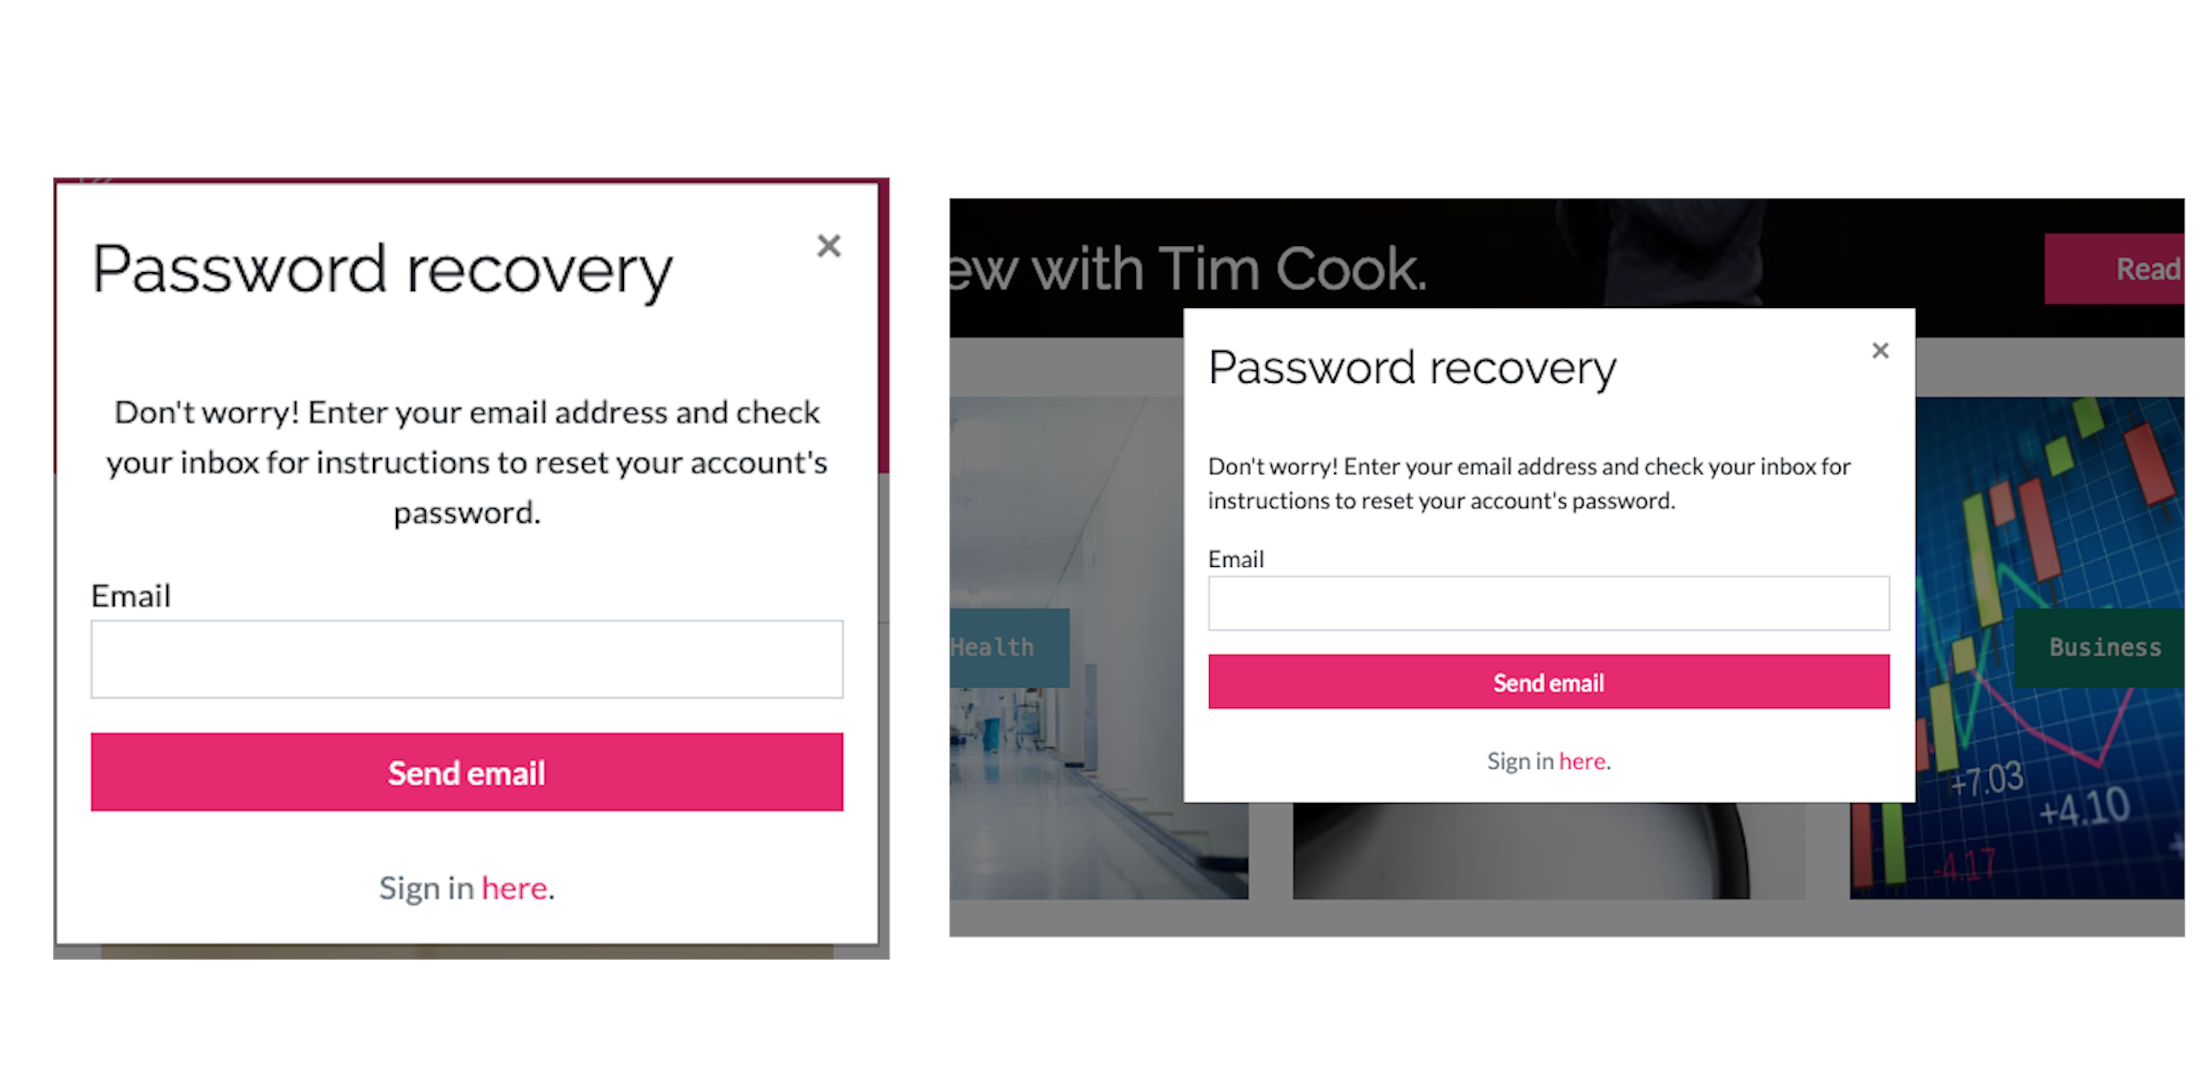 Password recovery
×
Don't worry! Enter your email address and check
your inbox for instructions to reset your account's
password.
Email
Send email
Sign in here.
ew with Tim Cook.
Read
Password recovery
×
Don't worry! Enter your email address and check your inbox for
instructions to reset your account's password.
Email
Send email
Sign in here.
Health
Business
+7.03
+4.10
-4.17